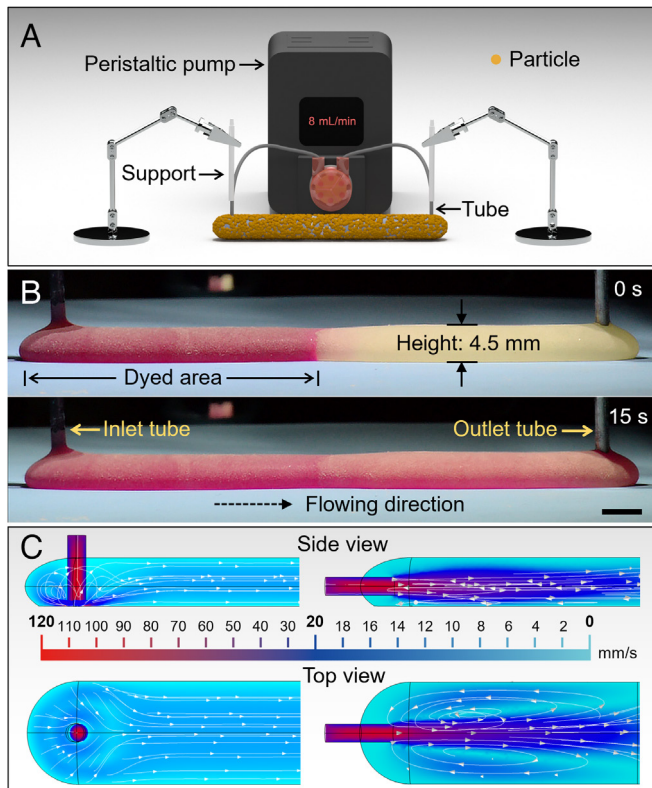 A
Peristaltic pump
Particle
8 mL/min
Support
Tube
B
0 s
Height: 4.5 mm
Dyed area
15 s
Inlet tube
Outlet tube
Flowing direction
C
Side view
120 110 100 90 80 70 60 50 40 30 20 18 16 14 12 10 8 6 4 2 0
mm/s
Top view